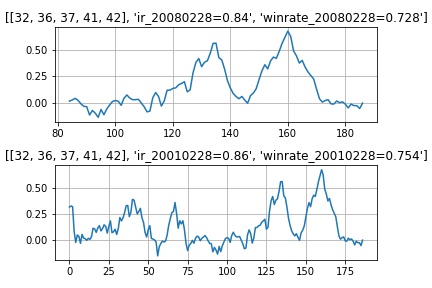 [[32, 36, 37, 41, 42], 'ir_20080228=0.84', 'winrate_20080228=0.728']
0.50
0.25
0.00
80 100 120 140 160 180
[[32, 36, 37, 41, 42], 'ir_20010228=0.86', 'winrate_20010228=0.754']
0.50
0.25
0.00
0 25 50 75 100 125 150 175